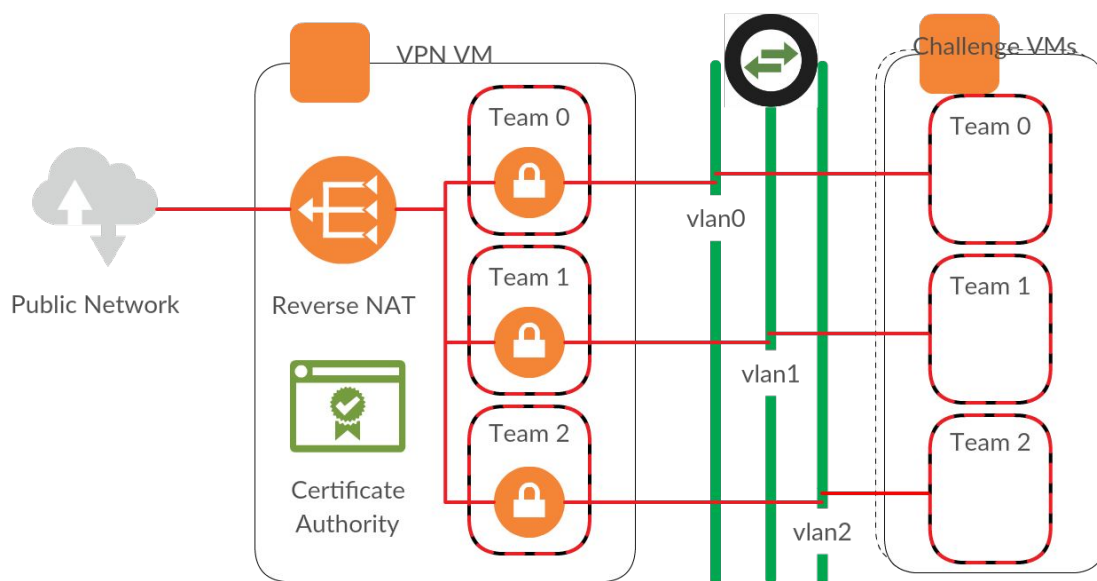 VPN VM
Challenge VMs
Team 0
Team 0
vlan0
Public Network
Reverse NAT
Team 1
Team 1
vlan1
Team 2
Team 2
Certificate
Authority
vlan2